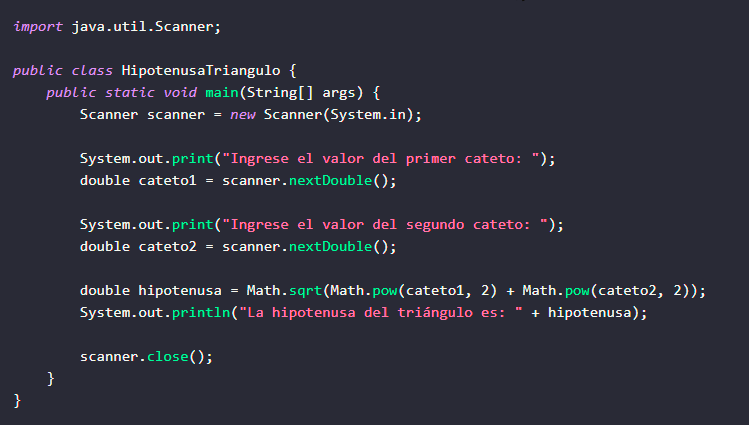 import java.util.Scanner;
public class HipotenusaTriangulo {
public static void main(String[] args) {
Scanner scanner = new Scanner(System.in);
System.out.print("Ingrese el valor del primer cateto: ");
double cateto1 = scanner.nextDouble();
System.out.print("Ingrese el valor del segundo cateto: ");
double cateto2 = scanner.nextDouble();
double hipotenusa = Math.sqrt(Math.pow(cateto1, 2) + Math.pow(cateto2, 2));
System.out.println("La hipotenusa del triángulo es: " + hipotenusa);
scanner.close();
}
}